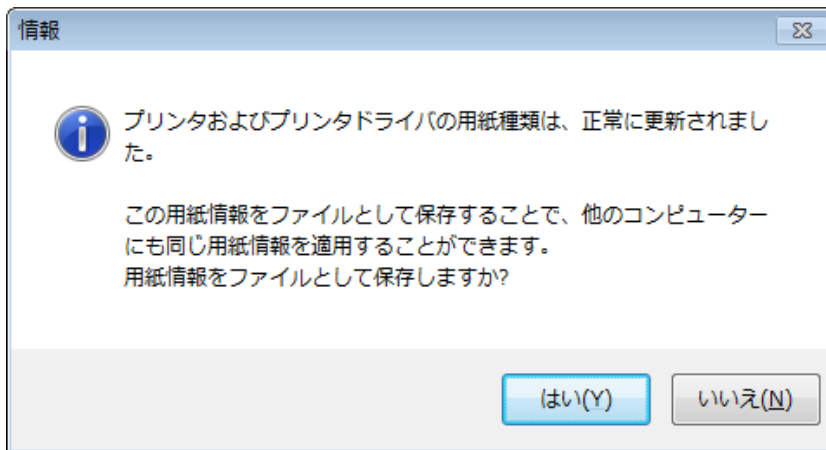 情報
プリンタおよびプリンタドライバの用紙種類は、正常に更新されまし
た。
この用紙情報をファイルとして保存することで、他のコンピューター
にも同じ用紙情報を適用することができます。
用紙情報をファイルとして保存しますか?
はい(Y)
いいえ(N)